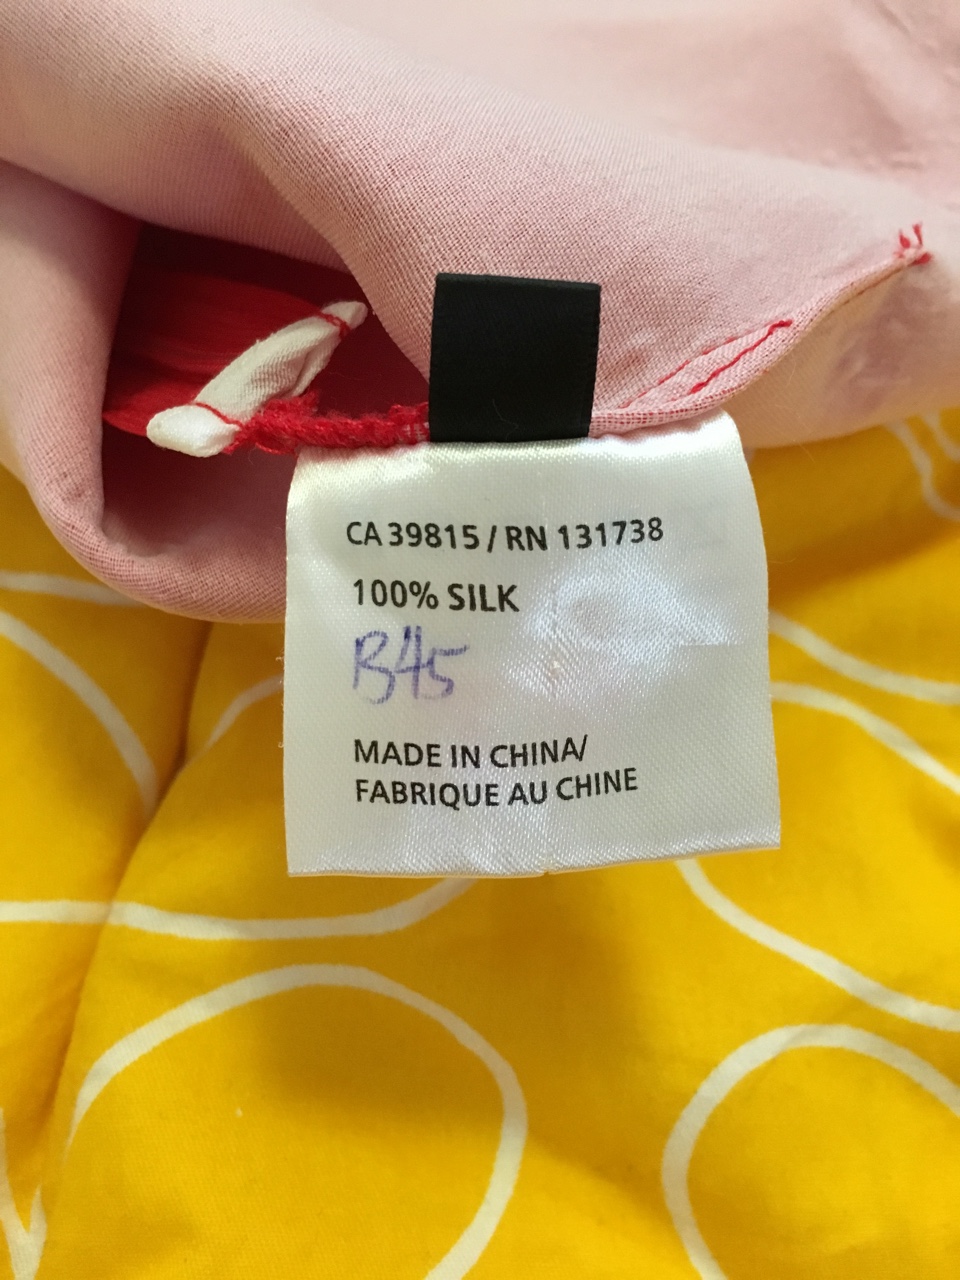 CA 39815 / RN 131738
100% SILK
B45
MADE IN CHINA/
FABRIQUE AU CHINE